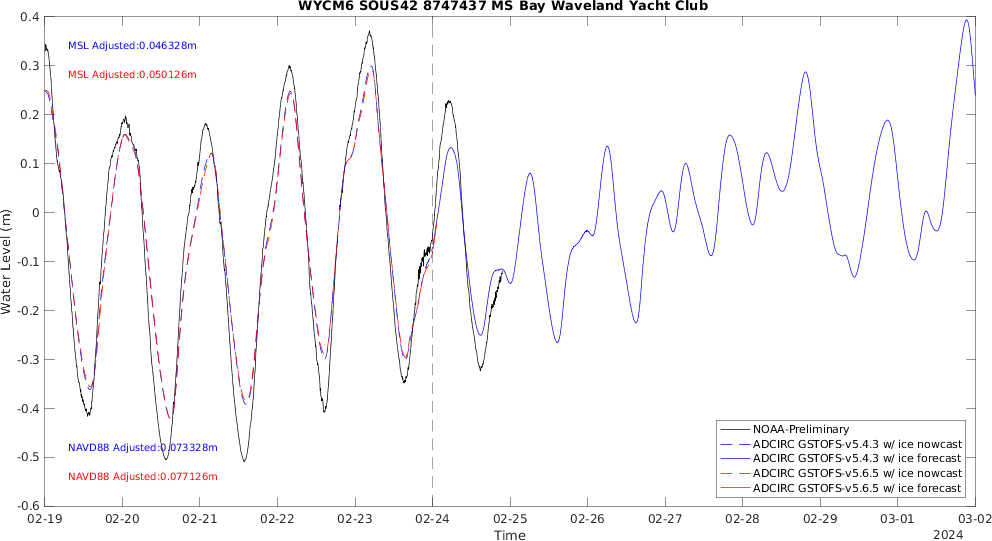 WYCM6 SOUS42 8747437 MS Bay Waveland Yacht Club
0.4
0.3
0.2
0.1
0
-0.1
-0.2
-0.3
-0.4
-0.5
-0.6
Water Level (m)
MSL Adjusted:0.046328m
MSL Adjusted:0.050126m
NAVD88 Adjusted:0.073328m
NAVD88 Adjusted:0.077126m
NOAA-Preliminary
ADCIRC GSTOFS-v5.4.3 w/ ice nowcast
ADCIRC GSTOFS-v5.4.3 w/ ice forecast
ADCIRC GSTOFS-v5.6.5 w/ ice nowcast
ADCIRC GSTOFS-v5.6.5 w/ ice forecast
02-19 02-20 02-21 02-22 02-23 02-24 02-25 02-26 02-27 02-28 02-29 03-01 03-02
Time
2024